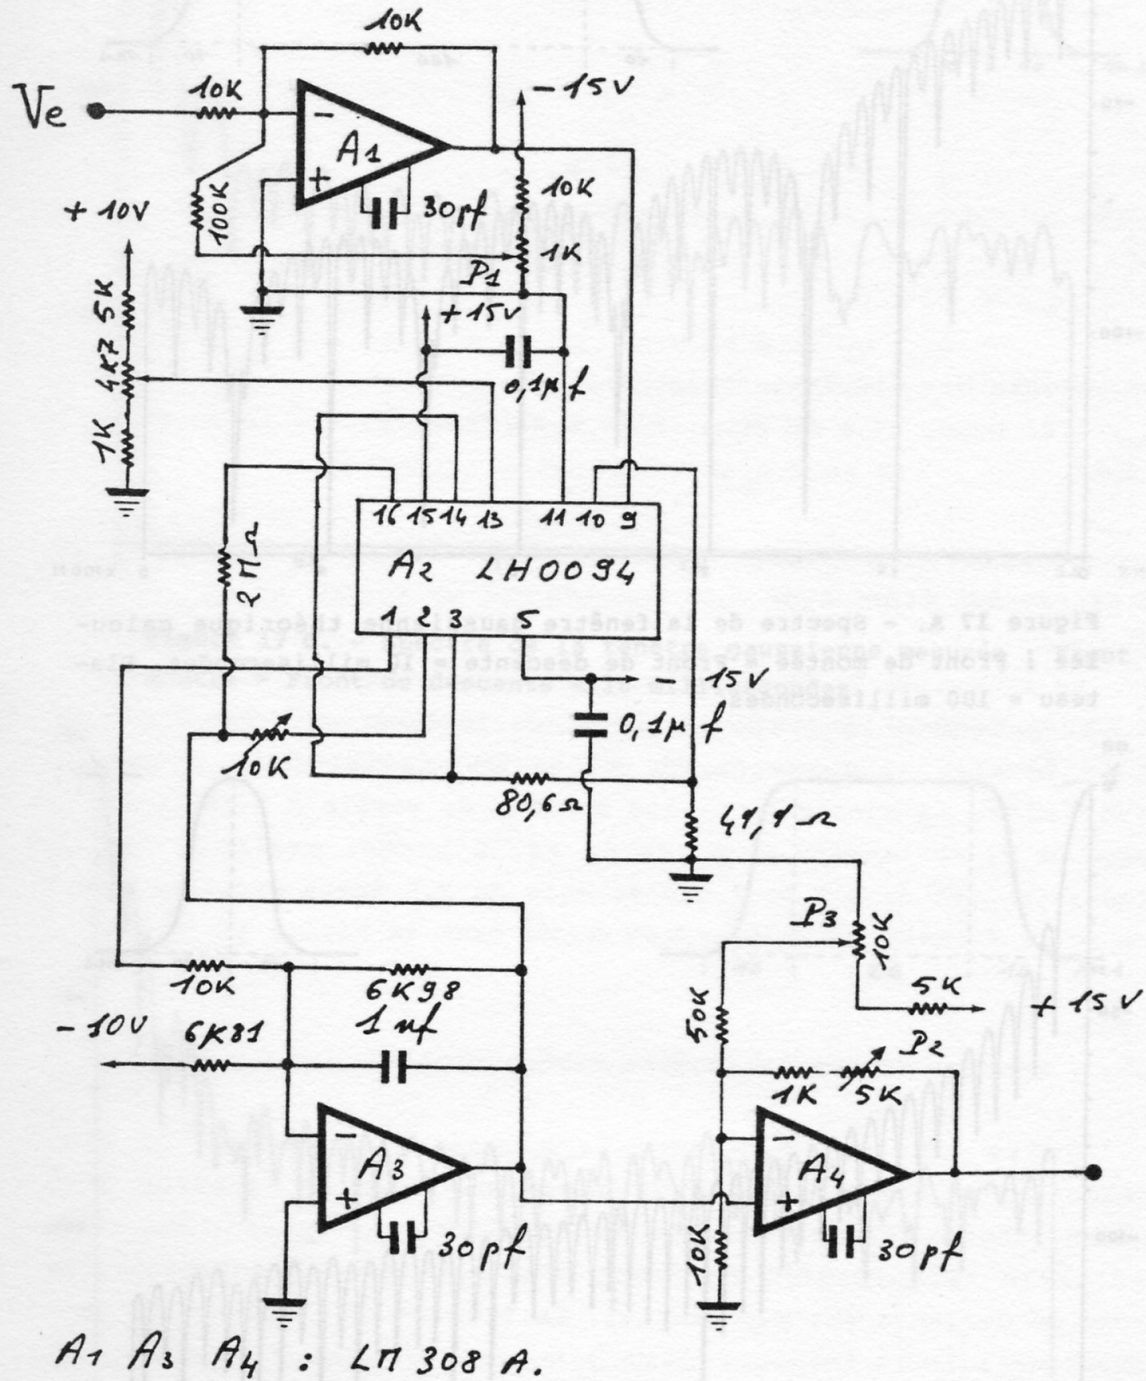 10K
Ve
10K
-15V
A1
-
+
30pf
10K
100K
+10V
P1
1K
+15V
5K
4K7
1K
0,1µf
16 15 14 13 11 10 9
A2 LH0094
1 2 3 5
2MΩ
-15V
0,1µf
10K
80,6Ω
P3
10K
10K
6K98
50K
5K
+15V
-10V
6K81
1nf
P2
1K
5K
-
A3
+
30pf
-
A4
+
10K
30pf
A1 A3 A4 : LM 308 A.